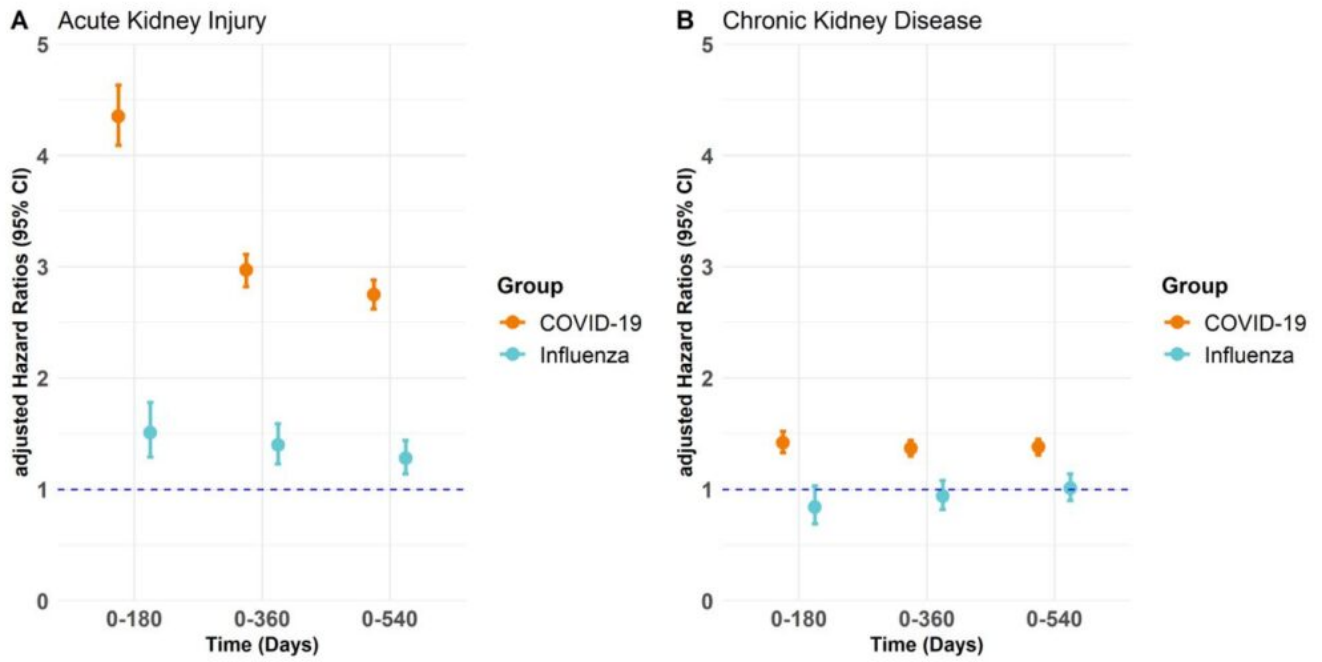 A Acute Kidney Injury
adjusted Hazard Ratios (95% CI)
5
4
3
2
1
0
0-180 0-360 0-540
Time (Days)
Group
COVID-19
Influenza
B Chronic Kidney Disease
adjusted Hazard Ratios (95% CI)
5
4
3
2
1
0
0-180 0-360 0-540
Time (Days)
Group
COVID-19
Influenza